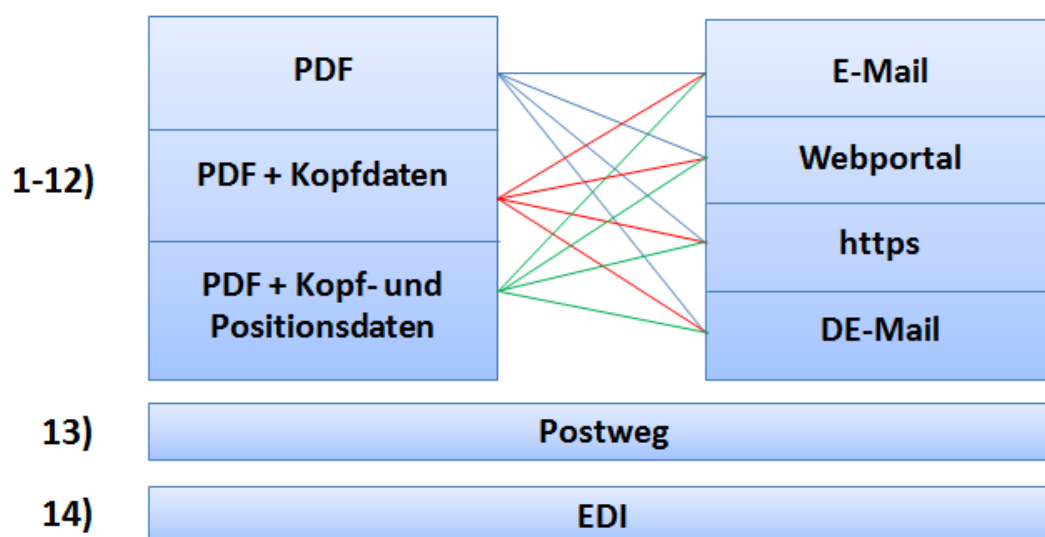 PDF
E-Mail
1-12)
PDF + Kopfdaten
Webportal
https
PDF + Kopf- und
Positionsdaten
DE-Mail
13)
Postweg
14)
EDI